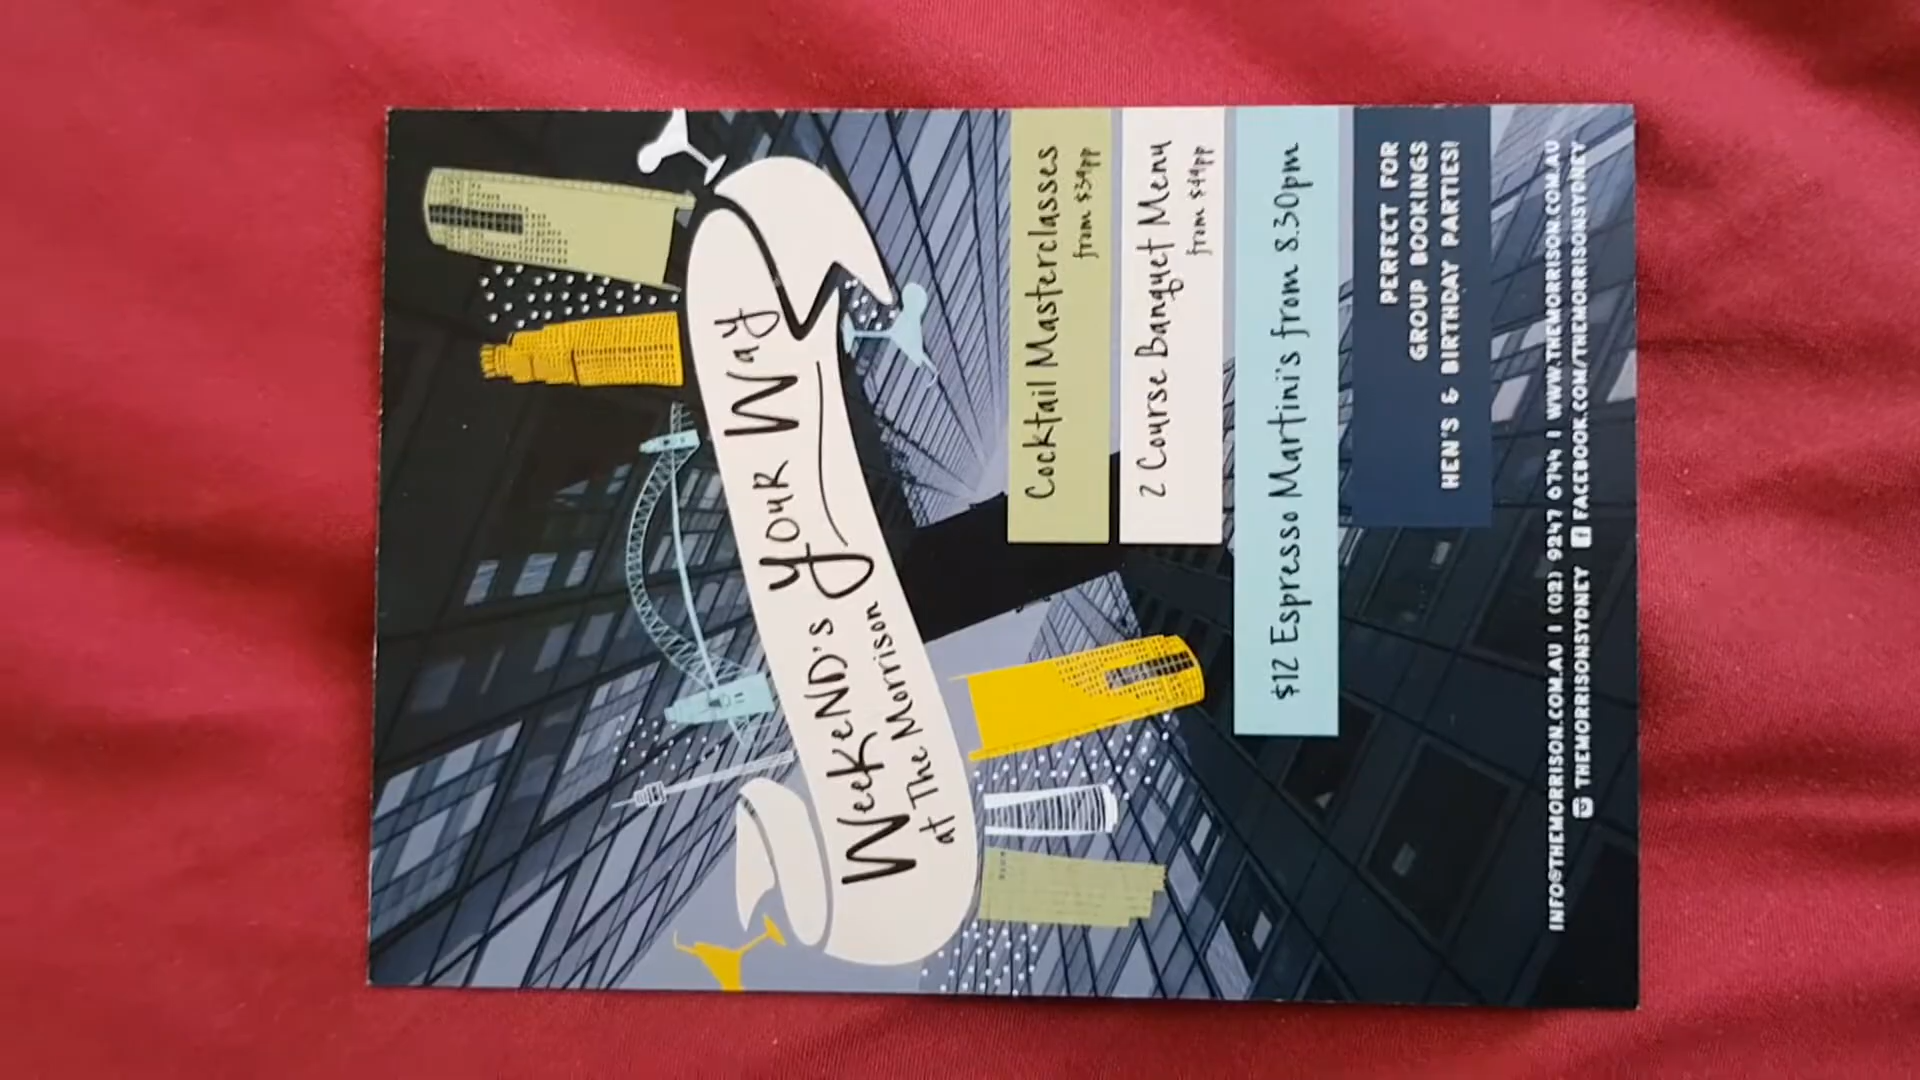 WEEKEND'S YOUR WAY
at The Morrison
Cocktail Masterclasses
from $39pp
2 Course Banquet Menu
from $49pp
$12 Espresso Martini's from 8.30pm
PERFECT FOR
GROUP BOOKINGS
HEN'S & BIRTHDAY PARTIES!
INFO@THEMORRISON.COM.AU | (02) 9247 6744 | WWW.THEMORRISON.COM.AU
THEMORRISONSYDNEY FACEBOOK.COM/THEMORRISONSYDNEY